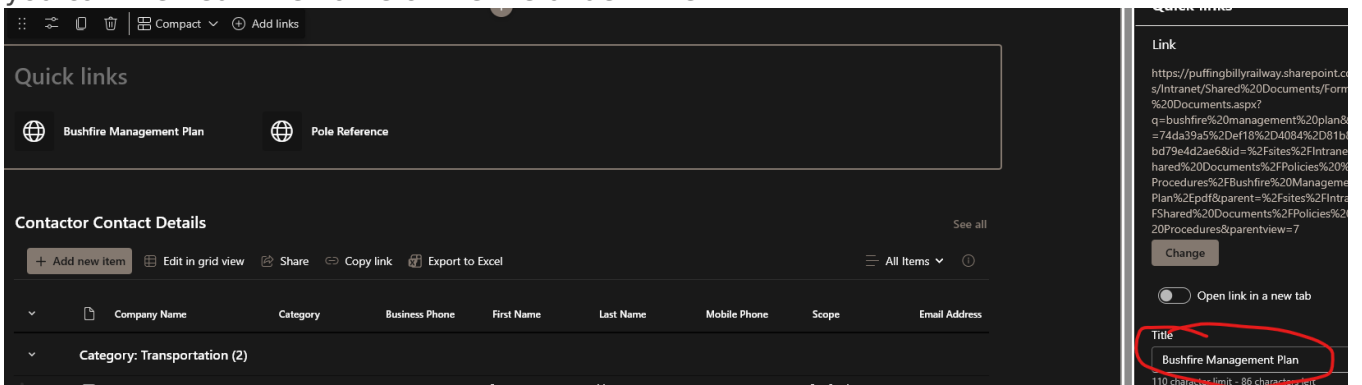 Compact
Add links
Quick links
Bushfire Management Plan
Pole Reference
Contactor Contact Details
See all
+ Add new item
Edit in grid view
Share
Copy link
Export to Excel
All Items
Company Name
Category
Business Phone
First Name
Last Name
Mobile Phone
Scope
Email Address
Category: Transportation (2)
Quick links
Link
https://puffingbillyrailway.sharepoint.c
s/Intranet/Shared%20Documents/Form
%20Documents.aspx?
q=bushfire%20management%20plan&
=74da39a5%2Def18%2D4084%2D81b
bd79e4d2ae6&id=%2Fsites%2FIntrane
hared%20Documents%2FPolicies%20%
Procedures%2FBushfire%20Manageme
Plan%2Epdf&parent=%2Fsites%2FIntra
FShared%20Documents%2FPolicies%2
20Procedures&parentview=7
Change
Open link in a new tab
Title
Bushfire Management Plan
110 character limit - 86 characters left